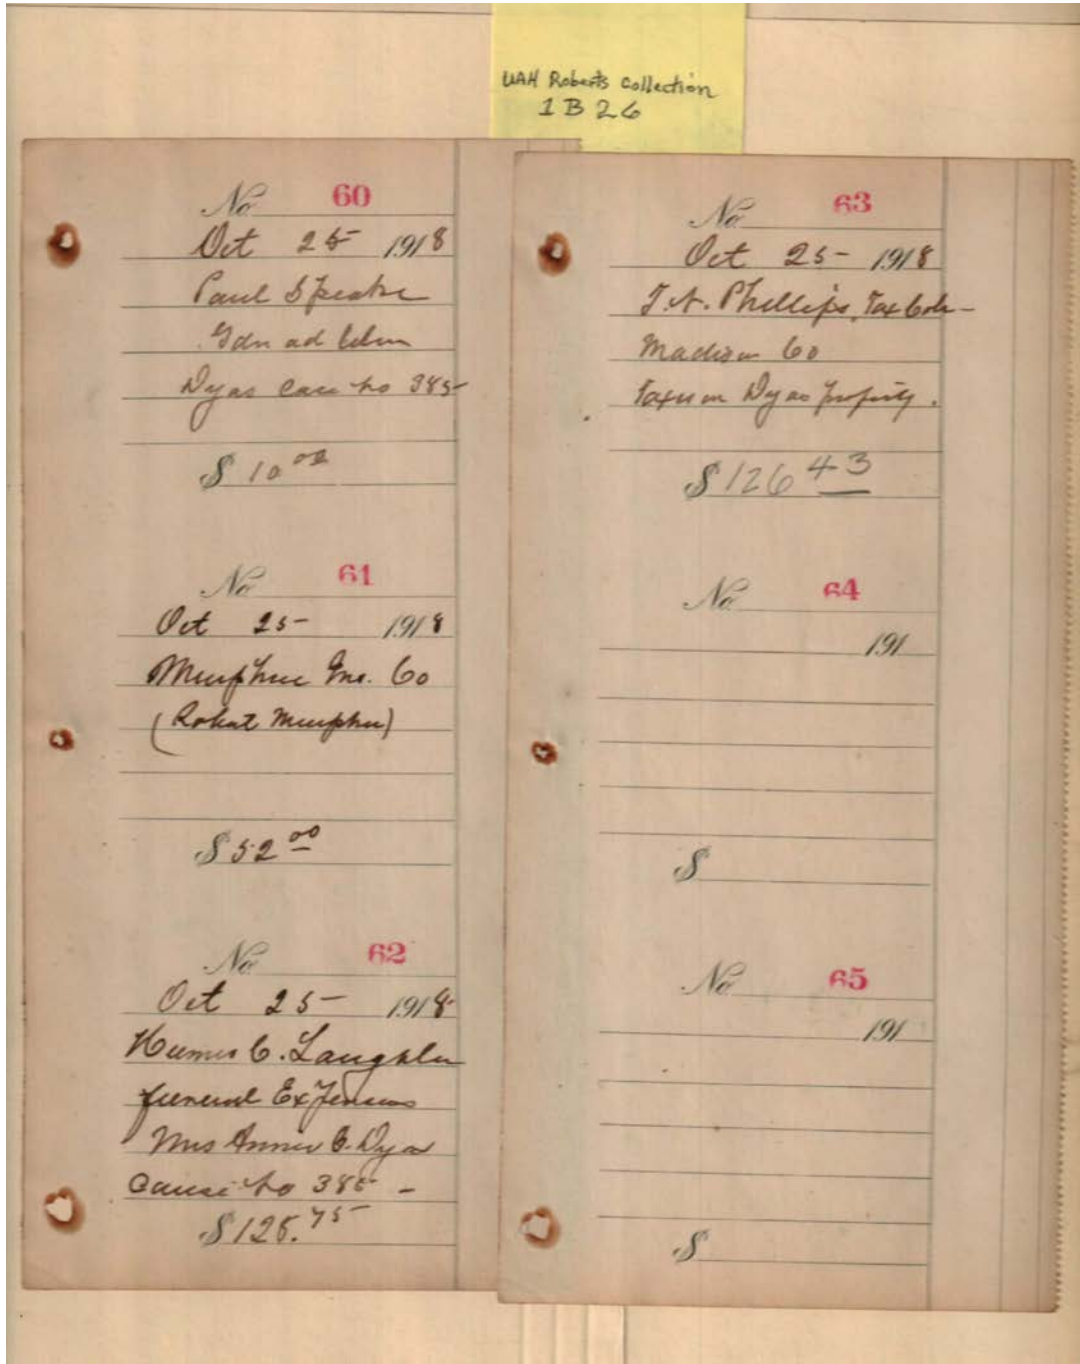 UAH Roberts Collection
1B26
No 60
Oct 25 1918
Paul Speake
Gdn ad litem
Dyas case No 385
$ 10 00
No 61
Oct 25 1918
Murphree Ins. Co
(Robert Murphree)
$ 52 00
No 62
Oct 25 1918
Humes C. Laughlin
funeral Expenses
Mrs Annie C. Dyas
Cause No 385 -
$ 125.75
No 63
Oct 25 - 1918
Phillips, Tax Coll -
Madison Co
Taxes on Dyas property.
$ 126 43
No 64
191
$
No 65
191
$